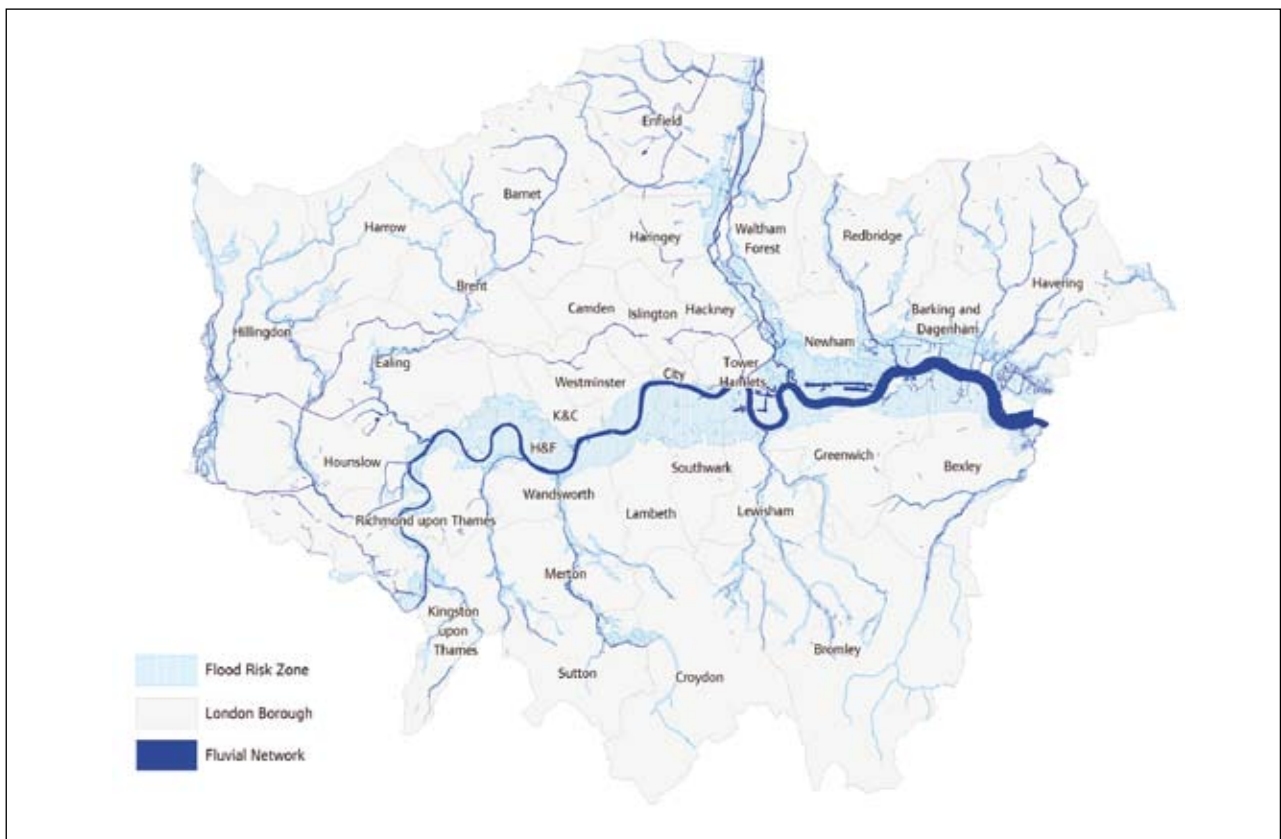 Enfield
Barnet
Harrow
Haringey
Waltham
Forest
Redbridge
Havering
Brent
Camden
Islington
Hackney
Barking and
Dagenham
Hillingdon
Newham
Ealing
Tower
Hamlets
City
Westminster
K&C
H&F
Hounslow
Southwark
Greenwich
Bexley
Wandsworth
Richmond upon Thames
Lambeth
Lewisham
Merton
Kingston
upon
Thames
Bromley
Sutton
Croydon
Flood Risk Zone
London Borough
Fluvial Network